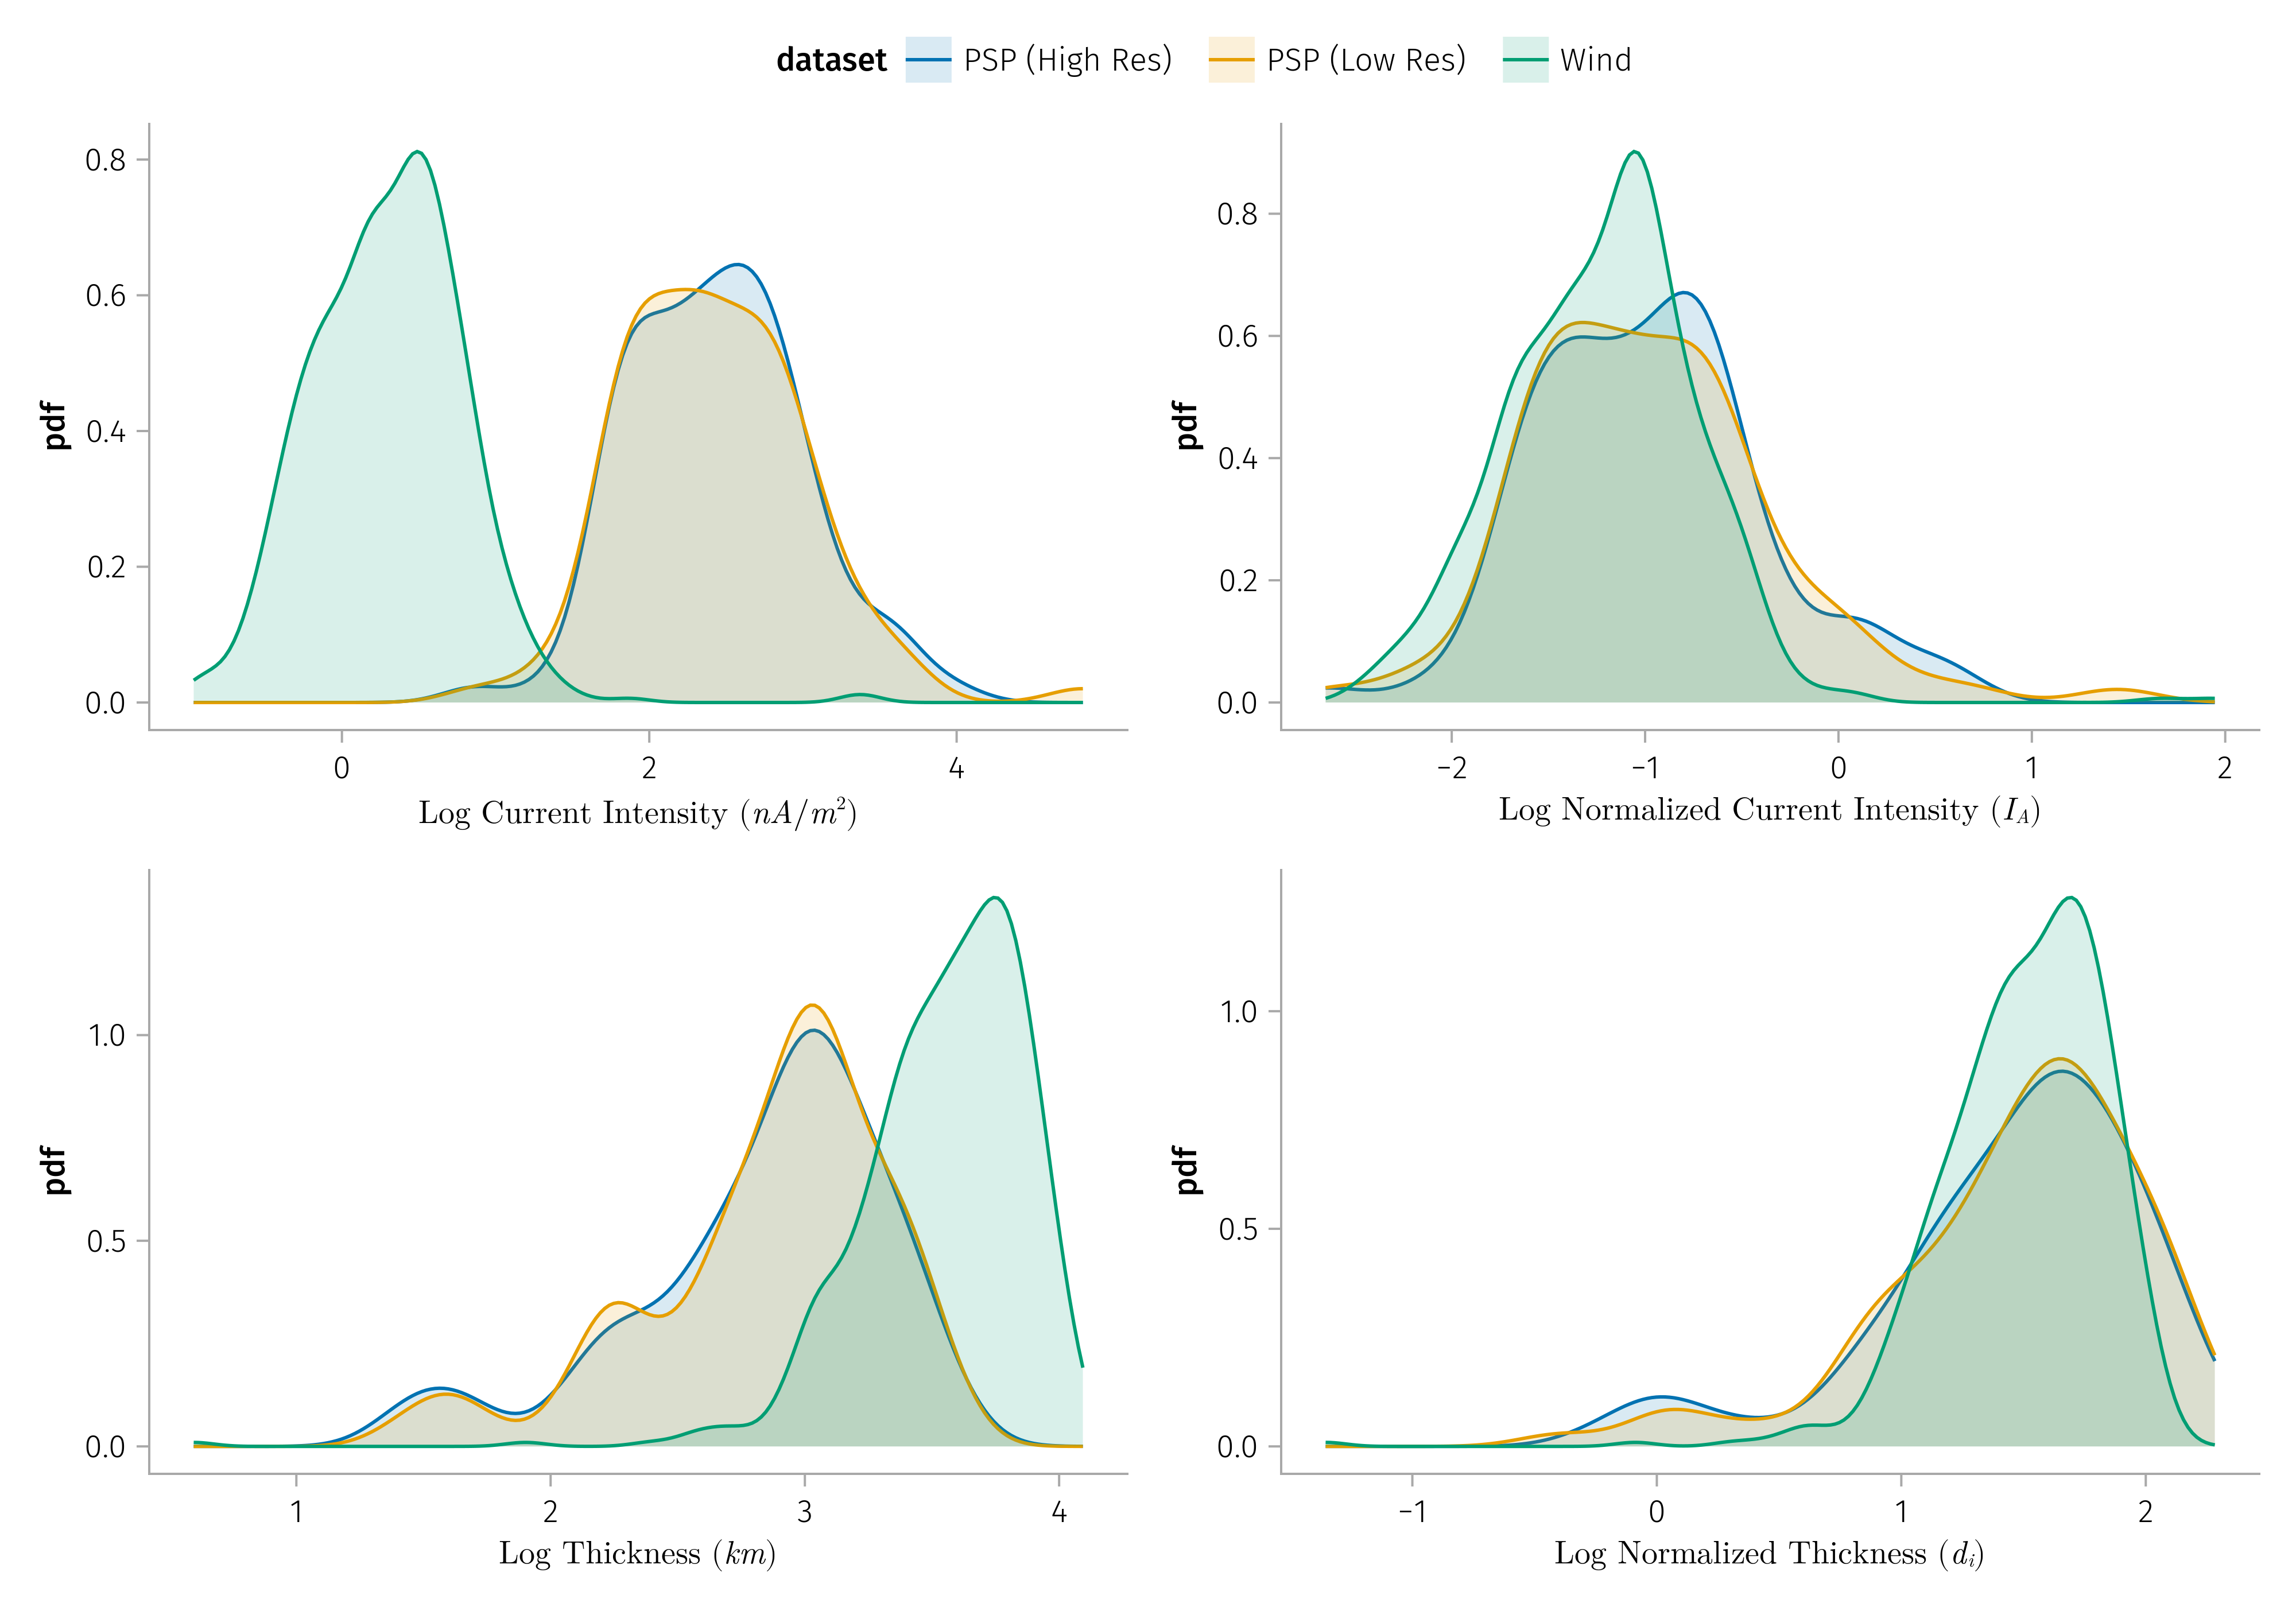 dataset PSP (High Res) PSP (Low Res) Wind
pdf
0.8
0.6
0.4
0.2
0.0
0 2 4
Log Current Intensity (nA/m²)
pdf
0.8
0.6
0.4
0.2
0.0
−2 −1 0 1 2
Log Normalized Current Intensity (I_A)
pdf
1.0
0.5
0.0
1 2 3 4
Log Thickness (km)
pdf
1.0
0.5
0.0
−1 0 1 2
Log Normalized Thickness (d_i)